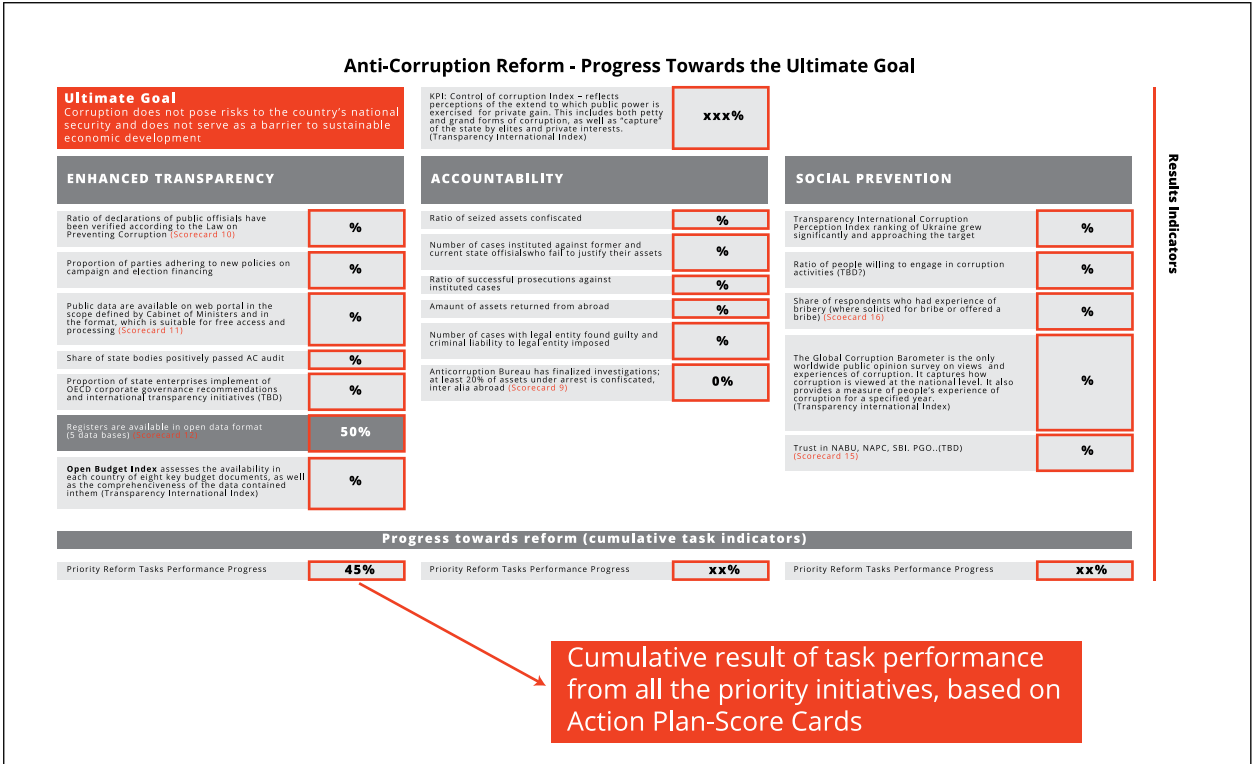 Anti-Corruption Reform - Progress Towards the Ultimate Goal
Ultimate Goal
Corruption does not pose risks to the country's national
security and does not serve as a barrier to sustainable
economic development
KPI: Control of corruption Index – reflects
perceptions of the extend to which public power is
exercised for private gain. This includes both petty
and grand forms of corruption, as well as "capture"
of the state by elites and private interests.
(Transparency International Index)
xxx%
Results Indicators
ENHANCED TRANSPARENCY
Ratio of declarations of public offisials have
been verified according to the Law on
Preventing Corruption (Scorecard 10)
%
Proportion of parties adhering to new policies on
campaign and election financing
%
Public data are available on web portal in the
scope defined by Cabinet of Ministers and in
the format, which is suitable for free access and
processing (Scorecard 11)
%
Share of state bodies positively passed AC audit
%
Proportion of state enterprises implement of
OECD corporate governance recommendations
and international transparency initiatives (TBD)
%
Registers are available in open data format
(5 data bases) (Scorecard 12)
50%
Open Budget Index assesses the availability in
each country of eight key budget documents, as well
as the comprehenciveness of the data contained
inthem (Transparency International Index)
%
ACCOUNTABILITY
Ratio of seized assets confiscated
%
Number of cases instituted against former and
current state offisialswho fail to justify their assets
%
Ratio of successful prosecutions against
instituted cases
%
Amaunt of assets returned from abroad
%
Number of cases with legal entity found guilty and
criminal liability to legal entity imposed
%
Anticorruption Bureau has finalized investigations;
at least 20% of assets under arrest is confiscated,
inter alia abroad (Scorecard 9)
0%
SOCIAL PREVENTION
Transparency International Corruption
Perception Index ranking of Ukraine grew
significantly and approaching the target
%
Ratio of people willing to engage in corruption
activities (TBD?)
%
Share of respondents who had experience of
bribery (where solicited for bribe or offered a
bribe) (Scoecard 16)
%
The Global Corruption Barometer is the only
worldwide public opinion survey on views and
experiences of corruption. It captures how
corruption is viewed at the national level. It also
provides a measure of people's experience of
corruption for a specified year.
(Transparency international Index)
%
Trust in NABU, NAPC, SBI. PGO..(TBD)
(Scorecard 15)
%
Progress towards reform (cumulative task indicators)
Priority Reform Tasks Performance Progress
45%
Priority Reform Tasks Performance Progress
xx%
Priority Reform Tasks Performance Progress
xx%
Cumulative result of task performance
from all the priority initiatives, based on
Action Plan-Score Cards